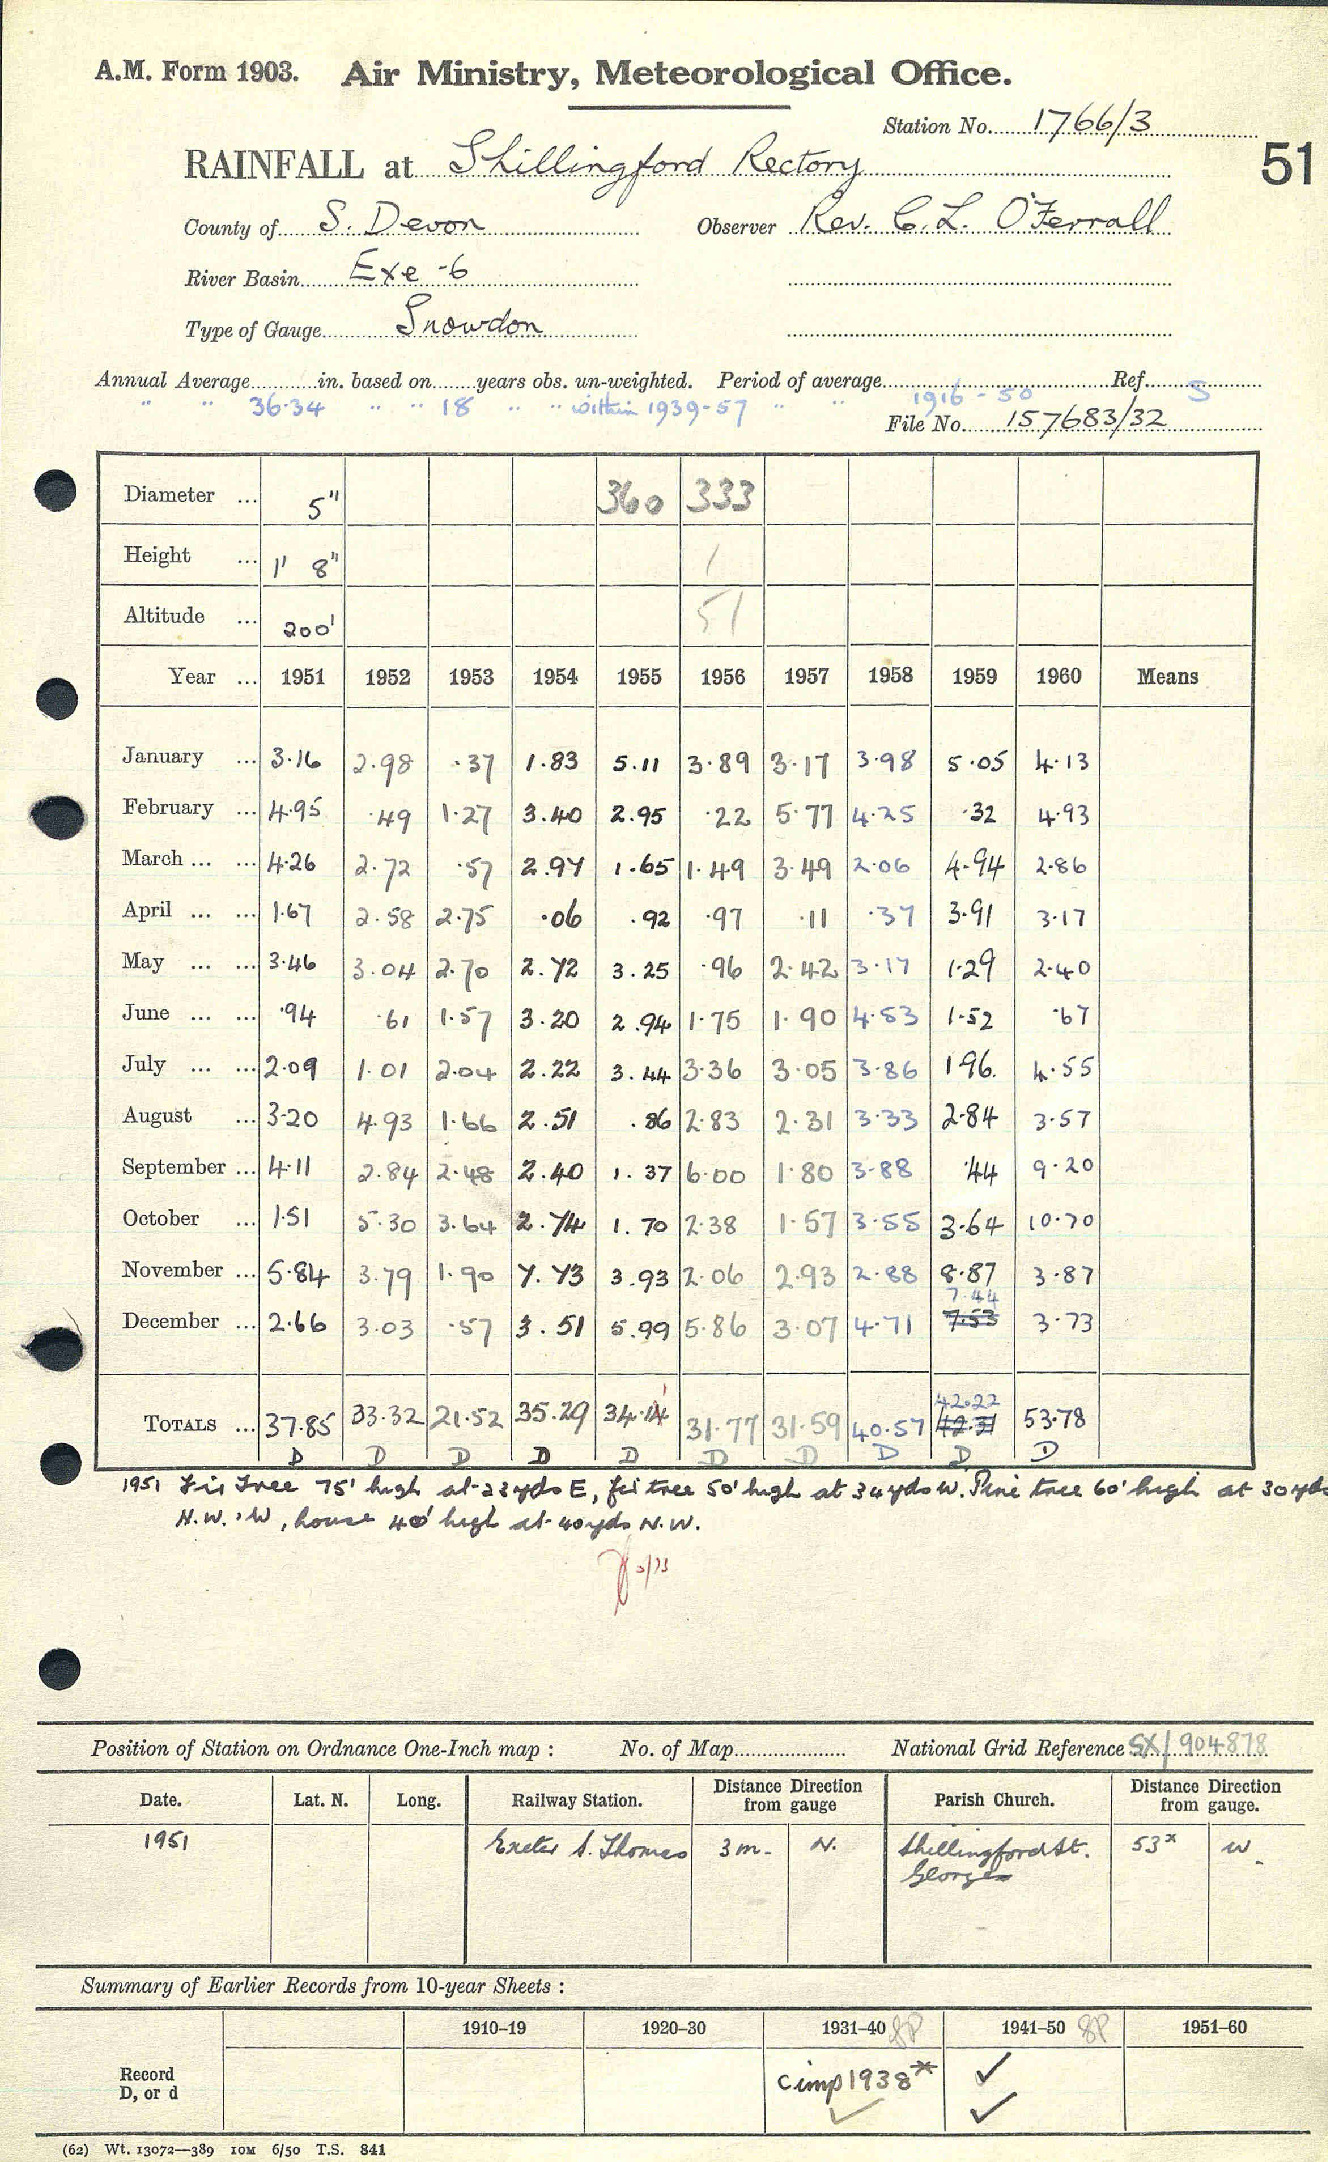 A.M. Form 1903. Air Ministry, Meteorological Office.
Station No. 1766/3
RAINFALL at Shillingford Rectory
51
County of S. Devon Observer Rev. C. L. O'Ferrall
River Basin Exe - 6
Type of Gauge Snowdon
Annual Average in. based on years obs. un-weighted. Period of average Ref.
" " 36.34 " " 18 " " within 1939-57 " " 1916-50 S
File No. 157683/32
Diameter ... 5" 360 333
Height ... 1' 8" 1
Altitude ... 200' 51
Year ... 1951 1952 1953 1954 1955 1956 1957 1958 1959 1960 Means
January ... 3.16 2.98 .37 1.83 5.11 3.89 3.17 3.98 5.05 4.13
February ... 4.95 .49 1.27 3.40 2.95 .22 5.77 4.25 .32 4.93
March ... ... 4.26 2.72 .57 2.97 1.65 1.49 3.49 2.06 4.94 2.86
April ... ... 1.67 2.58 2.75 .06 .92 .97 .11 .37 3.91 3.17
May ... ... 3.46 3.04 2.70 2.72 3.25 .96 2.42 3.17 1.29 2.40
June ... ... .94 .61 1.57 3.20 2.94 1.75 1.90 4.53 1.52 .67
July ... ... 2.09 1.01 2.04 2.22 3.44 3.36 3.05 3.86 1 96. 4.55
August ... 3.20 4.93 1.66 2.51 .86 2.83 2.31 3.33 2.84 3.57
September ... 4.11 2.84 2.48 2.40 1.37 6.00 1.80 3.88 .44 9.20
October ... 1.51 5.30 3.64 2.74 1.70 2.38 1.57 3.55 3.64 10.70
November ... 5.84 3.79 1.90 7.73 3.93 2.06 2.93 2.88 8.87 3.87
7.44
December ... 2.66 3.03 .57 3.51 5.99 5.86 3.07 4.71 7.53 3.73
42.22
TOTALS ... 37.85 33.32 21.52 35.29 34.14 31.77 31.59 40.57 42.31 53.78
D D D D D D D D D D
1951 Fir tree 75' high at 23 yds E, fir tree 50' high at 34 yds W. Pine tree 60' high at 30 yds
N.W. . W, house 40' high at 40 yds N.W.
Position of Station on Ordnance One-Inch map : No. of Map National Grid Reference SX/904878
Date. Lat. N. Long. Railway Station. Distance Direction from gauge Parish Church. Distance Direction from gauge.
1951 Exeter S. Thomas 3 m. N. Shillingford St. 53x W
Georges
Summary of Earlier Records from 10-year Sheets :
1910–19 1920–30 1931–40 8P 1941–50 8P 1951–60
Record
D, or d
c imp 1938* ✓
✓ ✓
(62) Wt. 13072—389 10M 6/50 T.S. 841